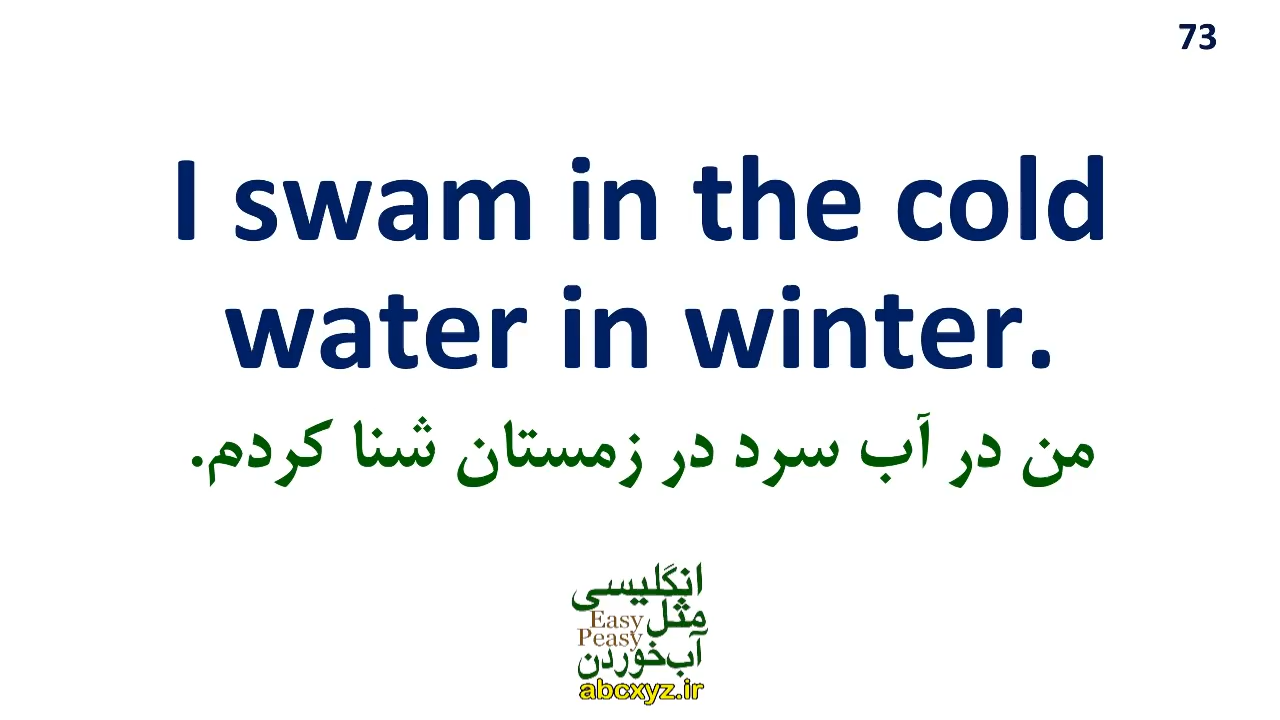 73
I swam in the cold
water in winter.
من در آب سرد در زمستان شنا کردم.
انگلیسی
مثل Easy
Peasy
آب‌خوردن
abcxyz.ir